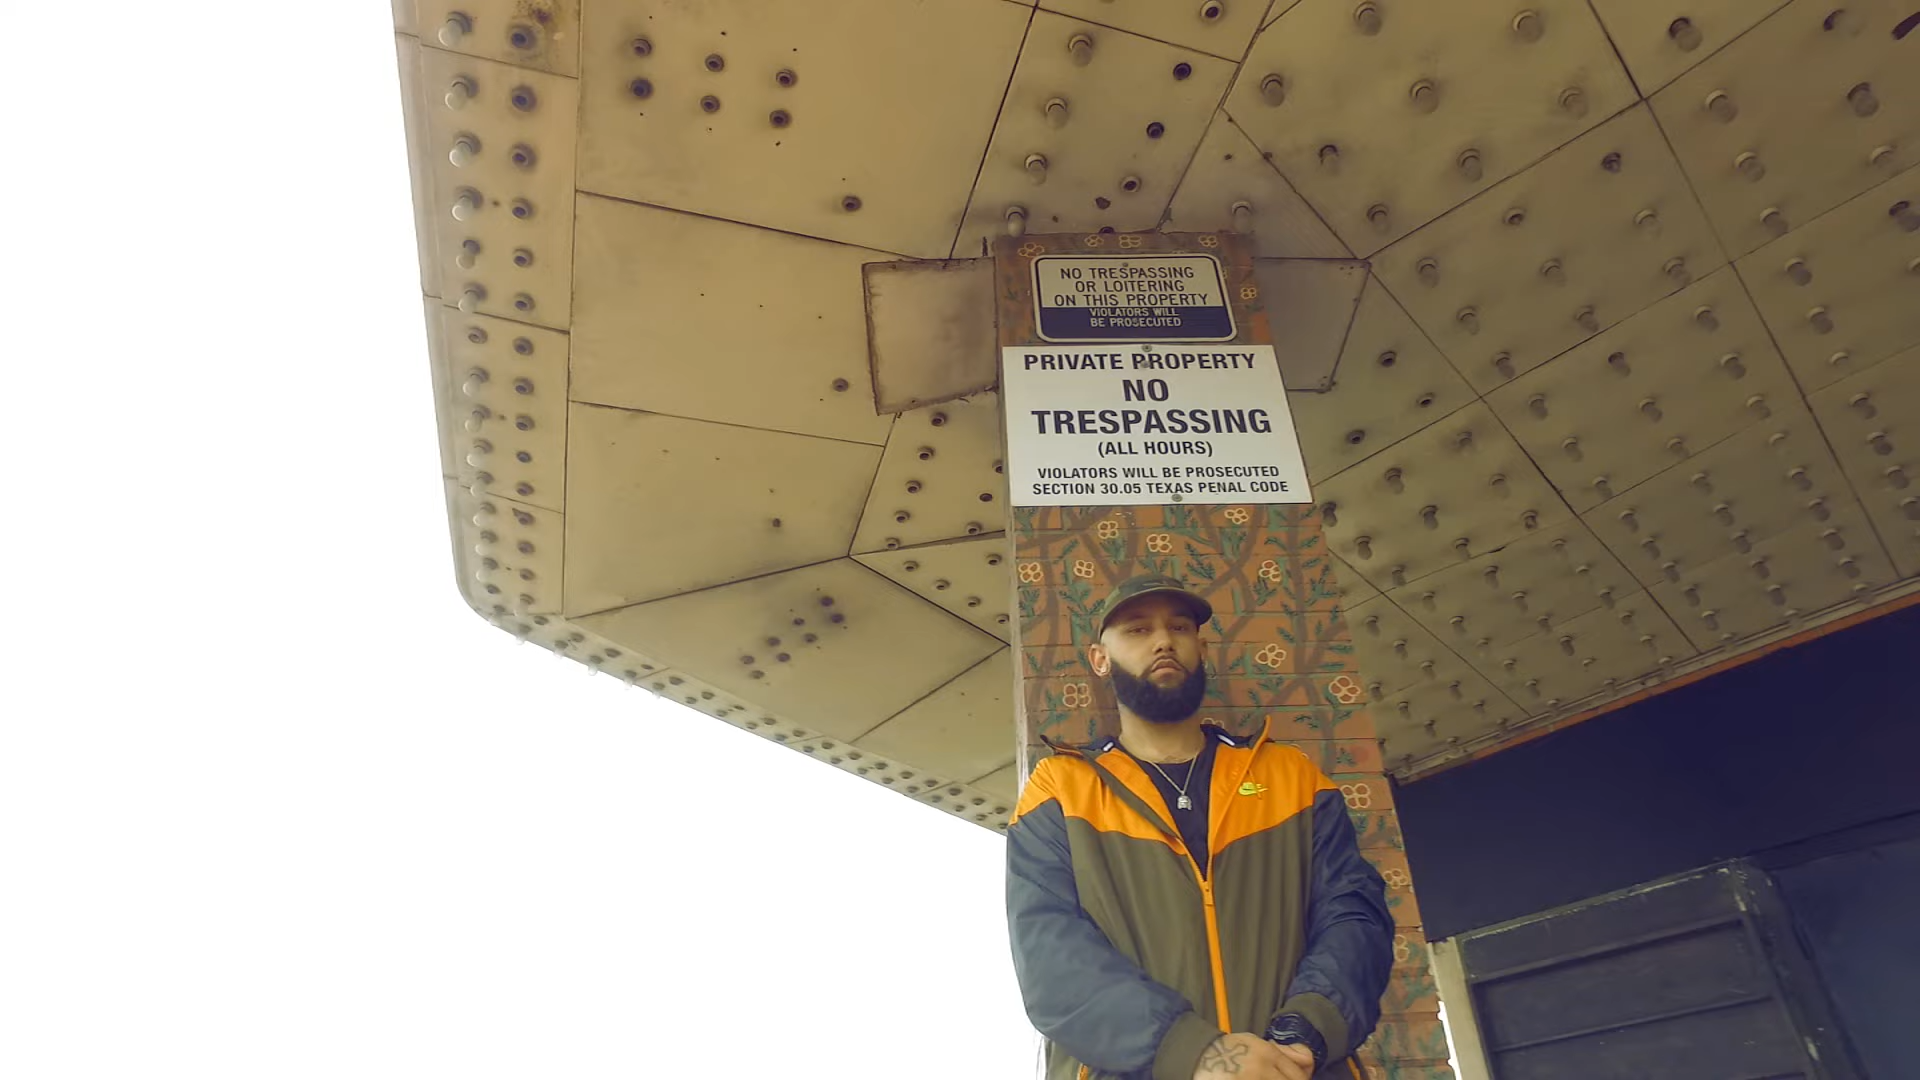 NO TRESPASSING
OR LOITERING
ON THIS PROPERTY
VIOLATORS WILL
BE PROSECUTED
PRIVATE PROPERTY
NO
TRESPASSING
(ALL HOURS)
VIOLATORS WILL BE PROSECUTED
SECTION 30.05 TEXAS PENAL CODE